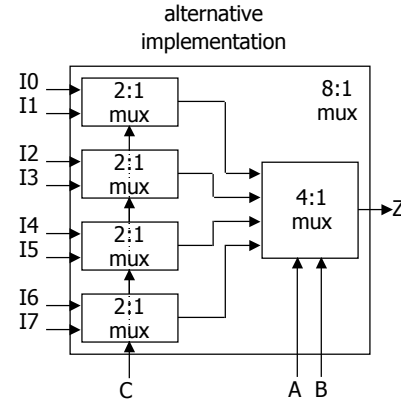 alternative
implementation
I0
I1
2:1
mux
8:1
mux
I2
I3
2:1
mux
4:1
mux
Z
I4
I5
2:1
mux
I6
I7
2:1
mux
C
A
B